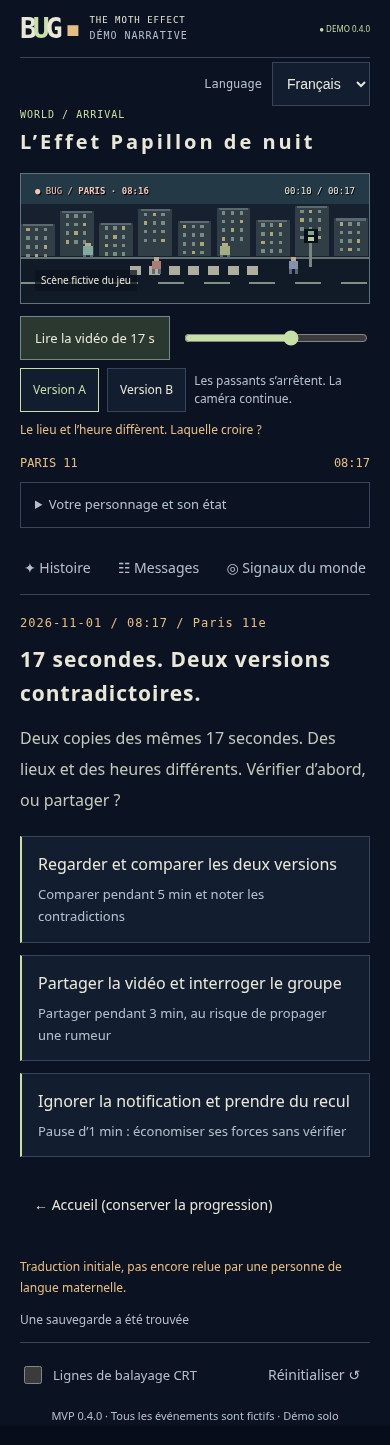 BUG
THE MOTH EFFECT
DÉMO NARRATIVE
● DEMO 0.4.0
Language
Français
WORLD / ARRIVAL
L’Effet Papillon de nuit
● BUG / PARIS · 08:16
00:10 / 00:17
Scène fictive du jeu
Lire la vidéo de 17 s
Version A
Version B
Les passants s’arrêtent. La
caméra continue.
Le lieu et l’heure diffèrent. Laquelle croire ?
PARIS 11
08:17
▶ Votre personnage et son état
✦ Histoire
☷ Messages
◎ Signaux du monde
2026-11-01 / 08:17 / Paris 11e
17 secondes. Deux versions
contradictoires.
Deux copies des mêmes 17 secondes. Des
lieux et des heures différents. Vérifier d’abord,
ou partager ?
Regarder et comparer les deux versions
Comparer pendant 5 min et noter les
contradictions
Partager la vidéo et interroger le groupe
Partager pendant 3 min, au risque de propager
une rumeur
Ignorer la notification et prendre du recul
Pause d’1 min : économiser ses forces sans vérifier
← Accueil (conserver la progression)
Traduction initiale, pas encore relue par une personne de
langue maternelle.
Une sauvegarde a été trouvée
Lignes de balayage CRT
Réinitialiser ↺
MVP 0.4.0 · Tous les événements sont fictifs · Démo solo